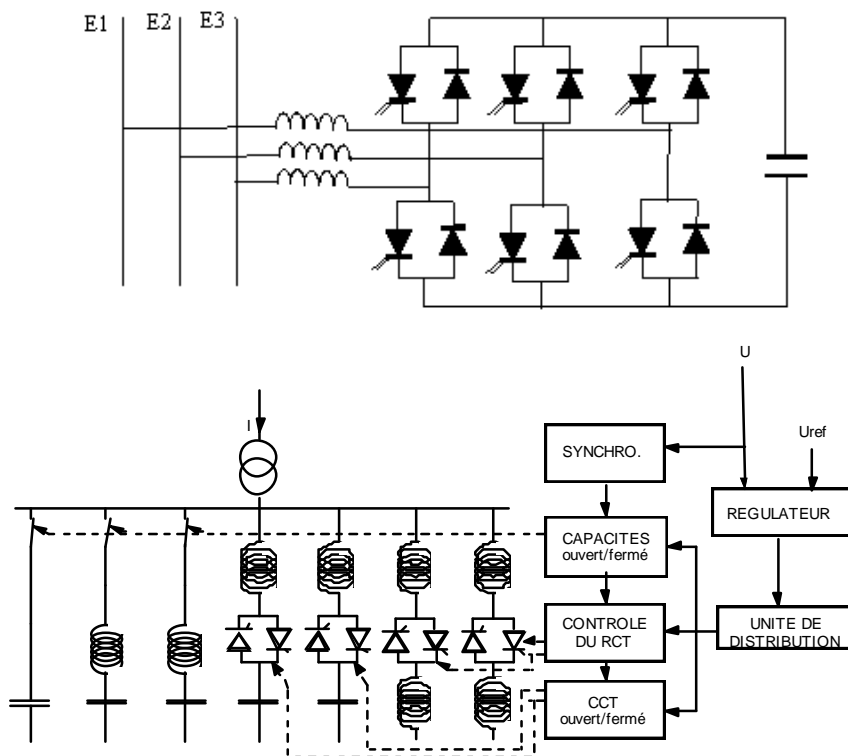 E1
E2
E3
U
I
Uref
SYNCHRO.
REGULATEUR
CAPACITES
ouvert/fermé
CONTROLE
DU RCT
UNITE DE
DISTRIBUTION
CCT
ouvert/fermé